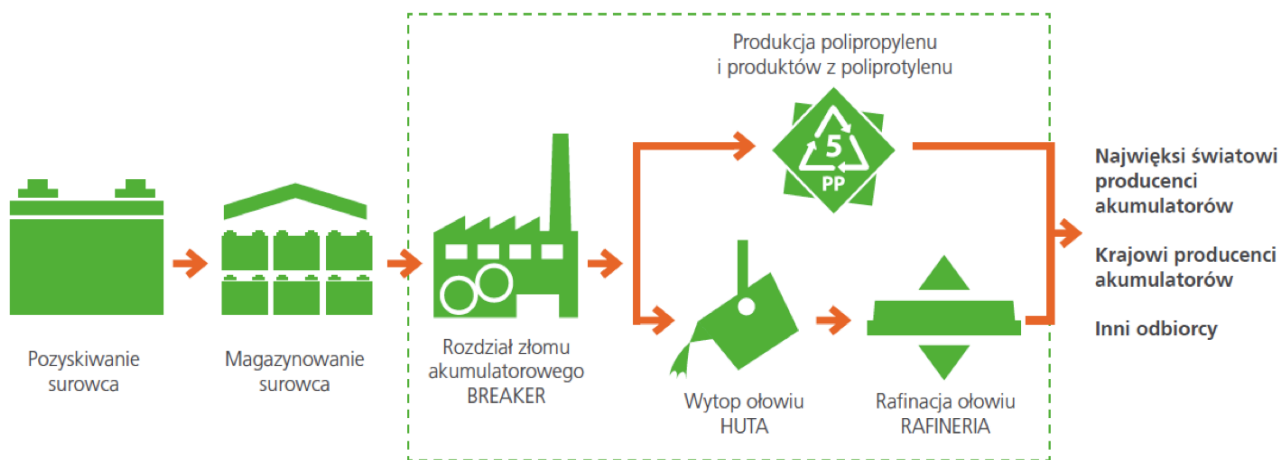 Pozyskiwanie
surowca
Magazynowanie
surowca
Rozdział złomu
akumulatorowego
BREAKER
Produkcja polipropylenu
i produktów z poliprotylenu
5
PP
Wytop ołowiu
HUTA
Rafinacja ołowiu
RAFINERIA
Najwięksi światowi
producenci
akumulatorów
Krajowi producenci
akumulatorów
Inni odbiorcy